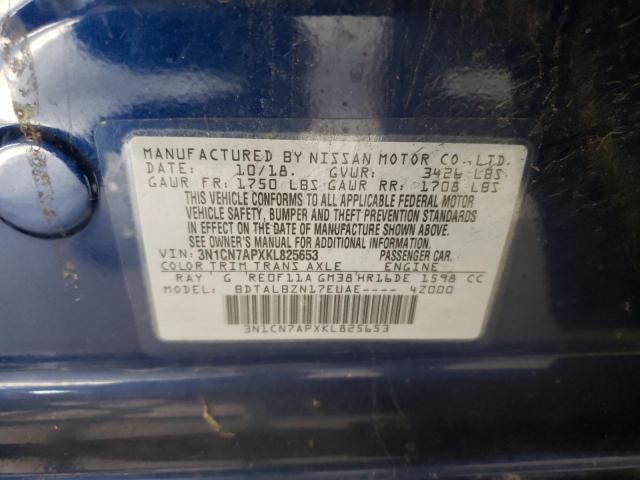 MANUFACTURED BY NISSAN MOTOR CO., LTD.
DATE: 10/18. GVWR: 3426 LBS
GAWR FR: 1750 LBS GAWR RR: 1708 LBS
THIS VEHICLE CONFORMS TO ALL APPLICABLE FEDERAL MOTOR
VEHICLE SAFETY, BUMPER AND THEFT PREVENTION STANDARDS
IN EFFECT ON THE DATE OF MANUFACTURE SHOWN ABOVE.
SEE OWNER'S MANUAL FOR ADDITIONAL INFORMATION.
VIN: 3N1CN7APXKL825653 PASSENGER CAR.
COLOR TRIM TRANS AXLE ENGINE
RAY G RE0F11A GM38 HR16DE 1598 CC
MODEL BDTALBZN17EUAE---- 4Z000
3N1CN7APXKL825653